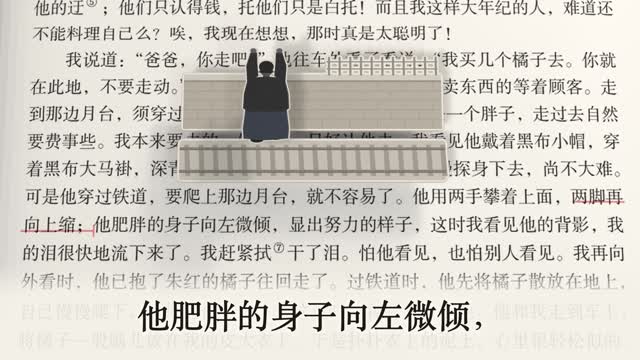 他的迂⑤；他们只认得钱，托他们只是白托！而且我这样大年纪的人，难道还
不能料理自己么？唉，我现在想想，那时真是太聪明了！
我说道：“爸爸，你走吧 我买几个橘子去。你就
在此地，不要走动。” 卖东西的等着顾客。走
到那边月台，须穿过 一个胖子，走过去自然
要费事些。我本来要 我看见他戴着黑布小帽，穿
着黑布大马褂，深青 探身下去，尚不大难。
可是他穿过铁道，要爬上那边月台，就不容易了。他用两手攀着上面，两脚再
向上缩；他肥胖的身子向左微倾，显出努力的样子，这时我看见他的背影，我
的泪很快地流下来了。我赶紧拭⑦干了泪。怕他看见，也怕别人看见。我再向
外看时，他已抱了朱红的橘子往回走了。过铁道时，他先将橘子散放在地上，
他肥胖的身子向左微倾，